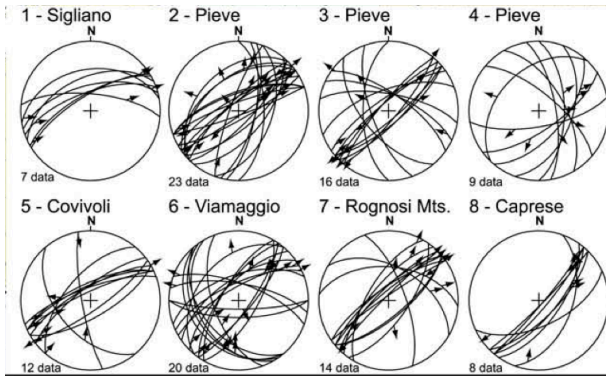 1 - Sigliano 2 - Pieve 3 - Pieve 4 - Pieve
N N N N
7 data 23 data 16 data 9 data
5 - Covivoli 6 - Viamaggio 7 - Rognosi Mts. 8 - Caprese
N N N N
12 data 20 data 14 data 8 data